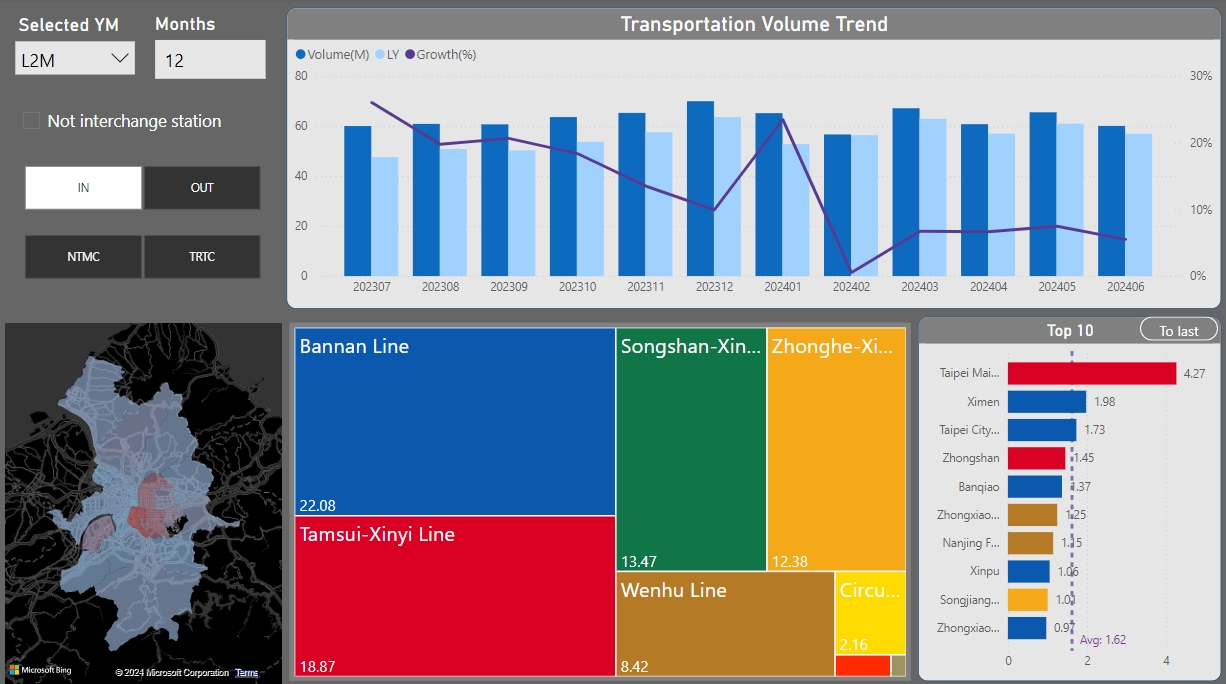 Selected YM
Months
L2M
12
Not interchange station
IN
OUT
NTMC
TRTC
Transportation Volume Trend
Volume(M) LY Growth(%)
80
60
40
20
0
30%
20%
10%
0%
202307 202308 202309 202310 202311 202312 202401 202402 202403 202404 202405 202406
Microsoft Bing
© 2024 Microsoft Corporation Terms
Bannan Line
22.08
Tamsui-Xinyi Line
18.87
Songshan-Xin...
13.47
Zhonghe-Xi...
12.38
Wenhu Line
8.42
Circu...
2.16
Top 10
To last
Taipei Mai... 4.27
Ximen 1.98
Taipei City... 1.73
Zhongshan 1.45
Banqiao 1.37
Zhongxiao... 1.25
Nanjing F... 1.15
Xinpu 1.06
Songjiang... 1.01
Zhongxiao... 0.97
Avg: 1.62
0 2 4